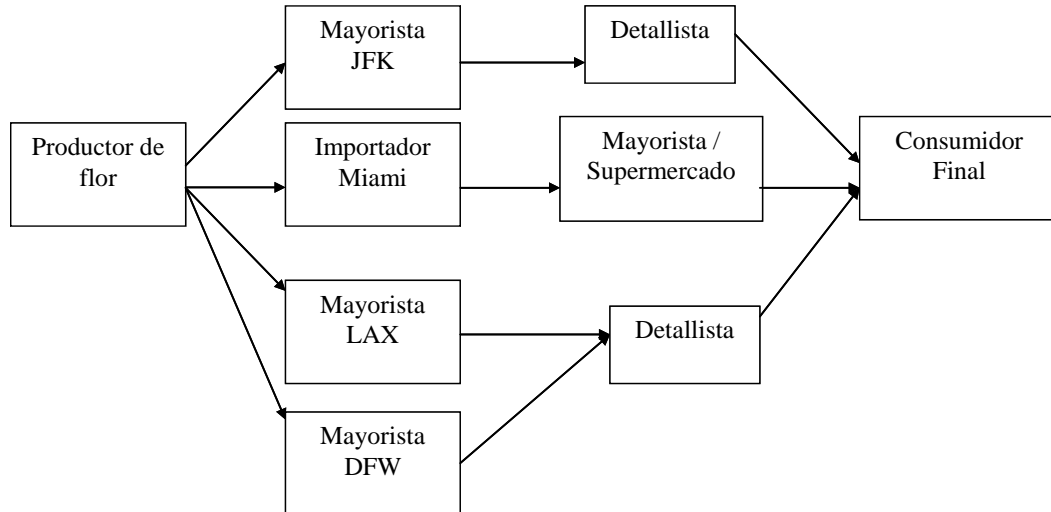 Mayorista
JFK
Detallista
Productor de
flor
Importador
Miami
Mayorista /
Supermercado
Consumidor
Final
Mayorista
LAX
Detallista
Mayorista
DFW